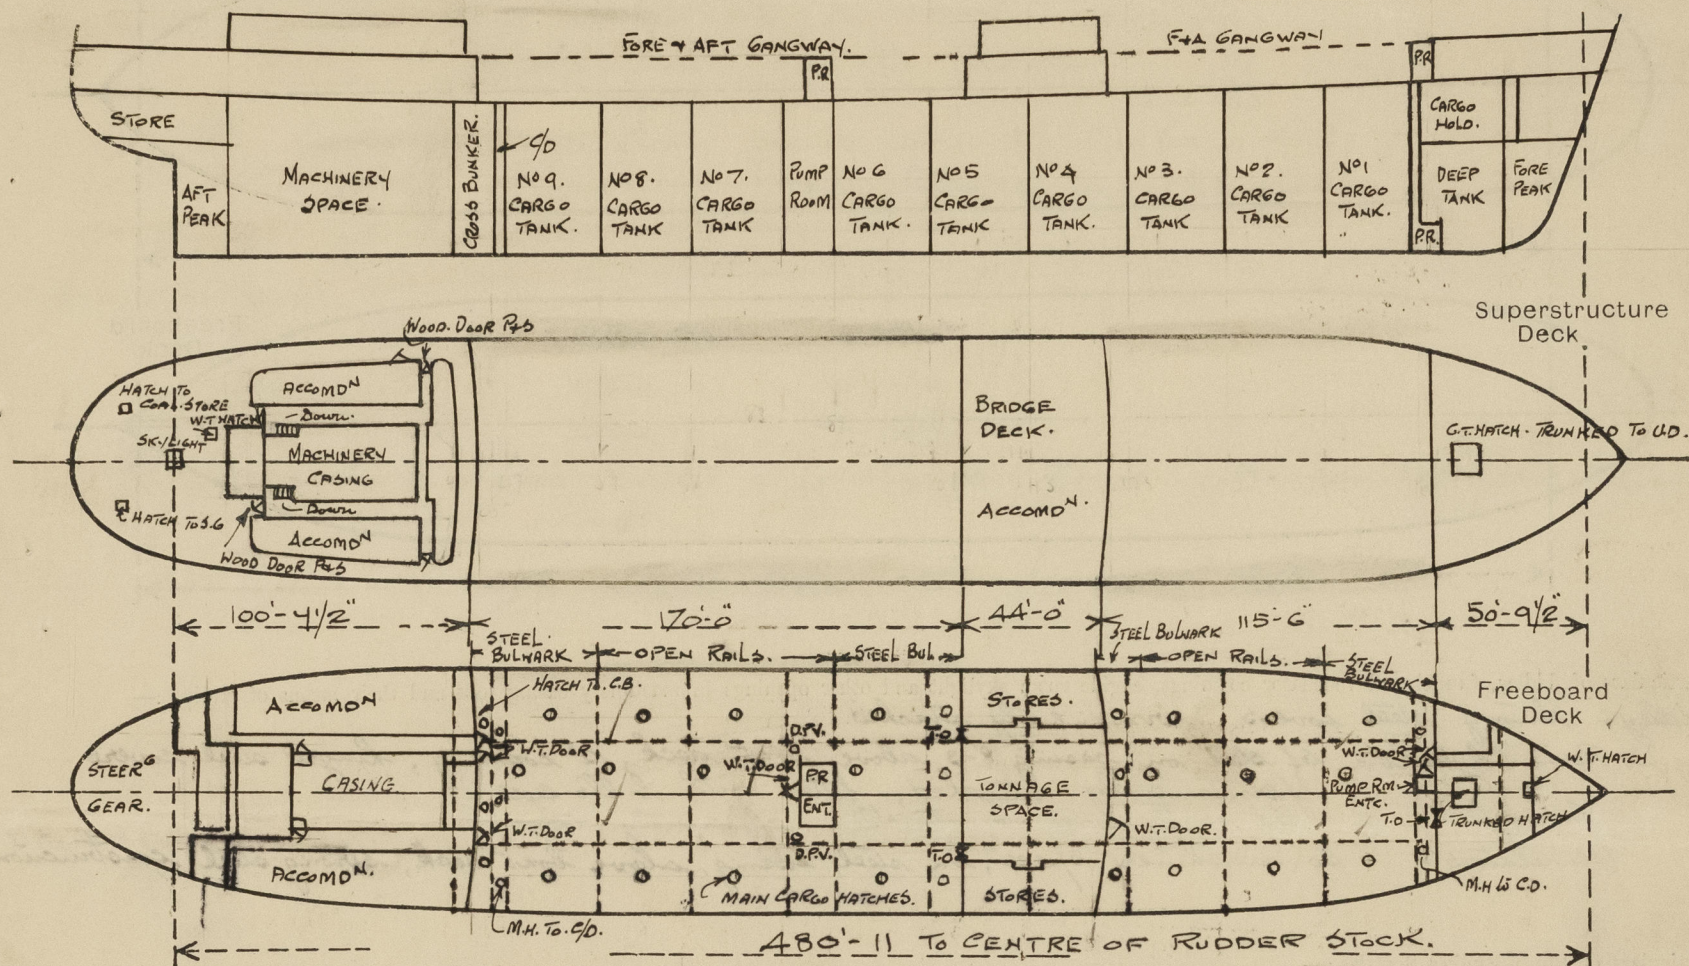 FORE & AFT GANGWAY.
F&A GANGWAY
P.R
P.R
STORE
AFT
PEAK
MACHINERY
SPACE.
CROSS BUNKER.
C/D
No 9.
CARGO
TANK.
No 8.
CARGO
TANK
No 7.
CARGO
TANK
PUMP
ROOM
No 6
CARGO
TANK.
No 5
CARGO
TANK
No 4
CARGO
TANK.
No 3.
CARGO
TANK
No 2.
CARGO
TANK
No 1
CARGO
TANK.
P.R.
CARGO
HOLD.
DEEP
TANK
FORE
PEAK
Superstructure
Deck
WOOD. DOOR P&S
HATCH TO
COAL. STORE
W.T HATCH
SK./LIGHT
HATCH TO S.G
WOOD DOOR P&S
ACCOMDN
Down.
MACHINERY
CASING
Down
ACCOMDN
BRIDGE
DECK.
ACCOMDN.
G.T. HATCH. TRUNKED TO U.D.
100'-4 1/2"
170'-0"
44'-0"
115'-6"
50'-9 1/2"
STEEL.
BULWARK
OPEN RAILS.
STEEL BUL.
STEEL BULWARK
OPEN RAILS.
STEEL
BULWARK
Freeboard
Deck
HATCH TO C.B.
ACCOMDN
STEERG
GEAR.
CASING
ACCOMDN.
W.T. DOOR
W.T. DOOR
M.H. TO. C/D.
D.P.V.
W.T. DOOR
P.R
ENT.
D.P.V.
MAIN CARGO HATCHES.
T.O
T.O
STORES.
TONNAGE
SPACE.
STORES.
W.T. DOOR.
W.T. DOOR
PUMP RM.
ENTC.
T.O
TRUNKED HATCH
W.T. HATCH
M.H to C.D.
480'-11 TO CENTRE OF RUDDER STOCK.